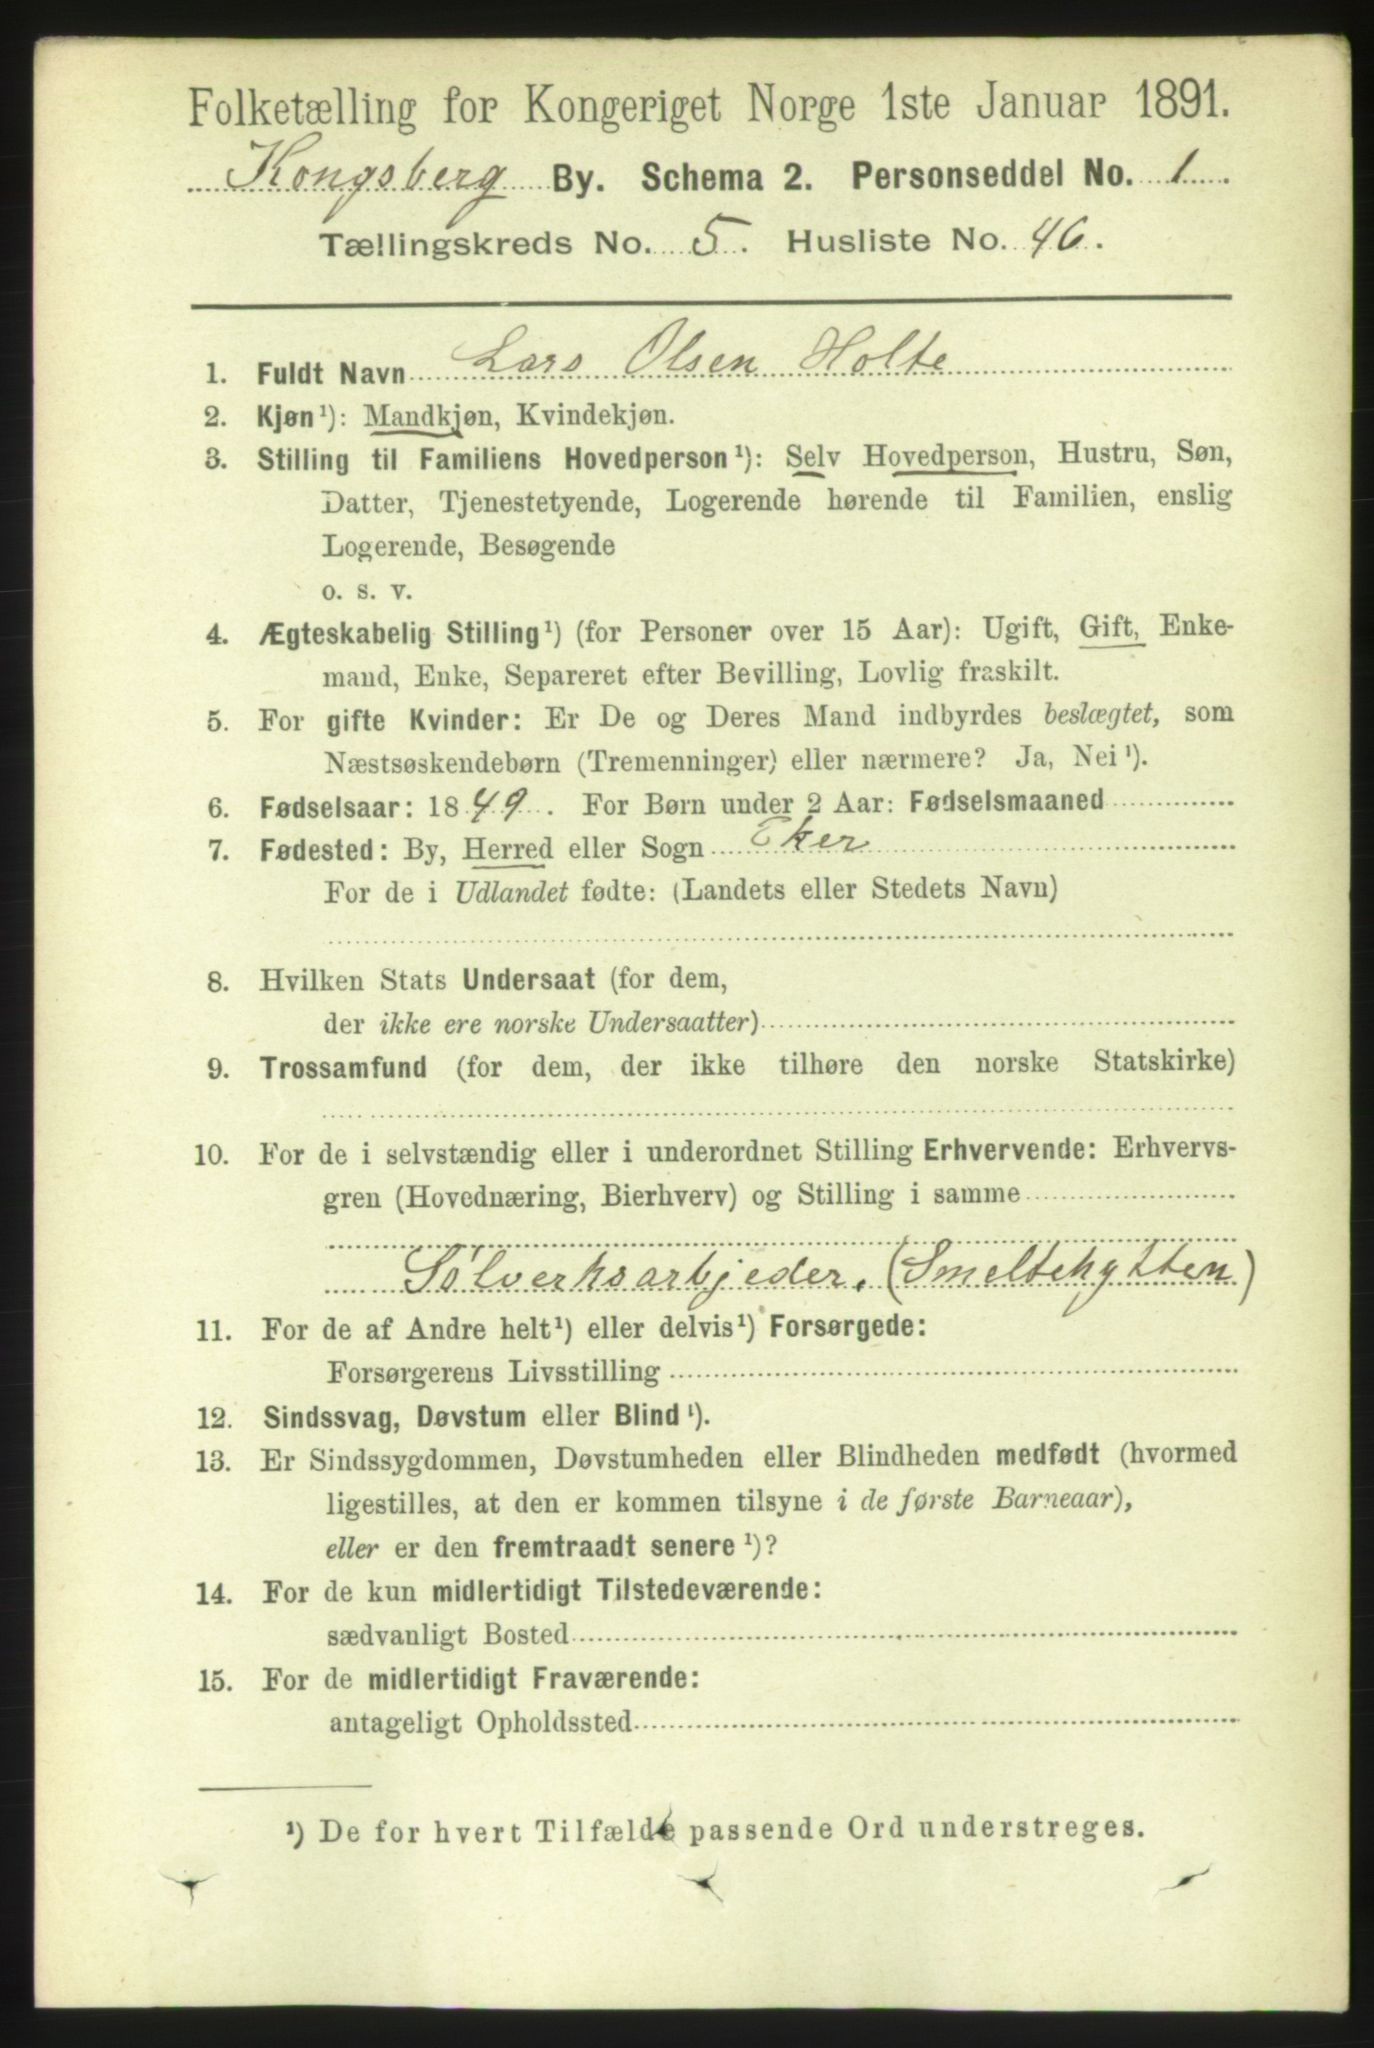 Folketælling for Kongeriget Norge 1ste Januar 1891.
Kongsberg By. Schema 2. Personseddel No. 1.
Tællingskreds No. 5. Husliste No. 46.
1. Fuldt Navn Lars Olsen Holte
2. Kjøn¹): Mandkjøn, Kvindekjøn.
3. Stilling til Familiens Hovedperson¹): Selv Hovedperson, Hustru, Søn,
Datter, Tjenestetyende, Logerende hørende til Familien, enslig
Logerende, Besøgende
o. s. v.
4. Ægteskabelig Stilling¹) (for Personer over 15 Aar): Ugift, Gift, Enke-
mand, Enke, Separeret efter Bevilling, Lovlig fraskilt.
5. For gifte Kvinder: Er De og Deres Mand indbyrdes beslægtet, som
Næstsøskendebørn (Tremenninger) eller nærmere? Ja, Nei¹).
6. Fødselsaar: 1849. For Børn under 2 Aar: Fødselsmaaned
7. Fødested: By, Herred eller Sogn Eker
For de i Udlandet fødte: (Landets eller Stedets Navn)
8. Hvilken Stats Undersaat (for dem,
der ikke ere norske Undersaatter)
9. Trossamfund (for dem, der ikke tilhøre den norske Statskirke)
10. For de i selvstændig eller i underordnet Stilling Erhvervende: Erhvervs-
gren (Hovednæring, Bierhverv) og Stilling i samme
Sølverksarbjeder. (Smeltehytten)
11. For de af Andre helt¹) eller delvis¹) Forsørgede:
Forsørgerens Livsstilling
12. Sindssvag, Døvstum eller Blind¹).
13. Er Sindssygdommen, Døvstumheden eller Blindheden medfødt (hvormed
ligestilles, at den er kommen tilsyne i de første Barneaar),
eller er den fremtraadt senere¹)?
14. For de kun midlertidigt Tilstedeværende:
sædvanligt Bosted
15. For de midlertidigt Fraværende:
antageligt Opholdssted
¹) De for hvert Tilfælde passende Ord understreges.